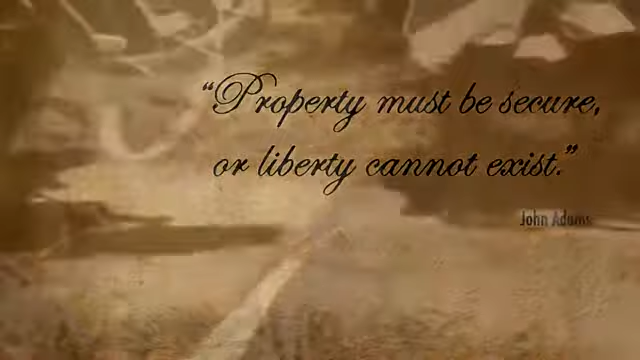 “Property must be secure,
or liberty cannot exist.”
John Adams